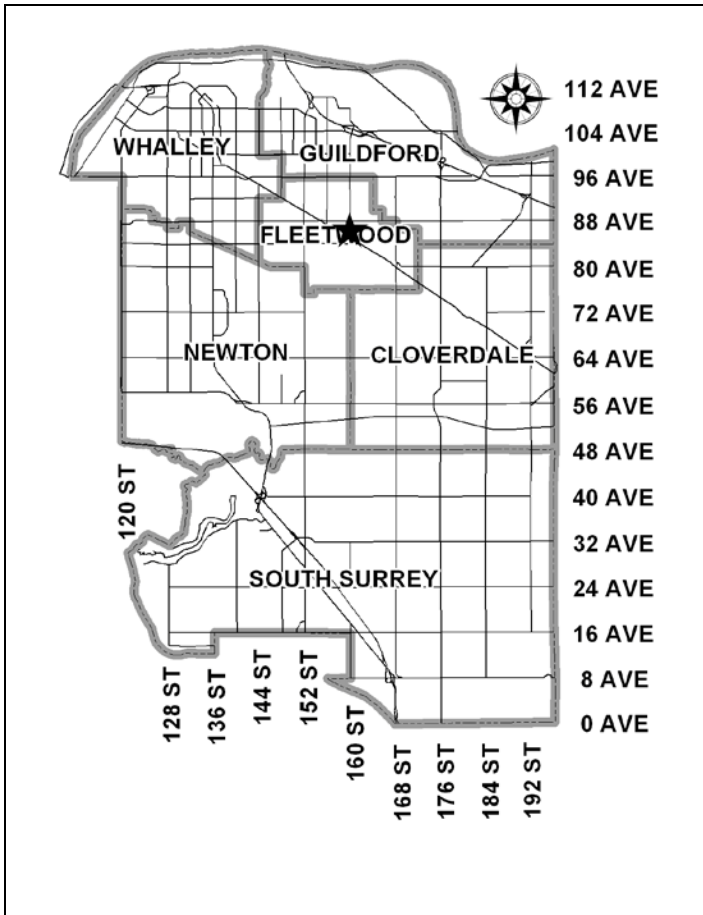 112 AVE
104 AVE
WHALLEY
GUILDFORD
96 AVE
88 AVE
FLEETWOOD
80 AVE
72 AVE
NEWTON
CLOVERDALE
64 AVE
56 AVE
48 AVE
120 ST
40 AVE
32 AVE
SOUTH SURREY
24 AVE
16 AVE
128 ST
136 ST
144 ST
152 ST
160 ST
168 ST
176 ST
184 ST
192 ST
8 AVE
0 AVE